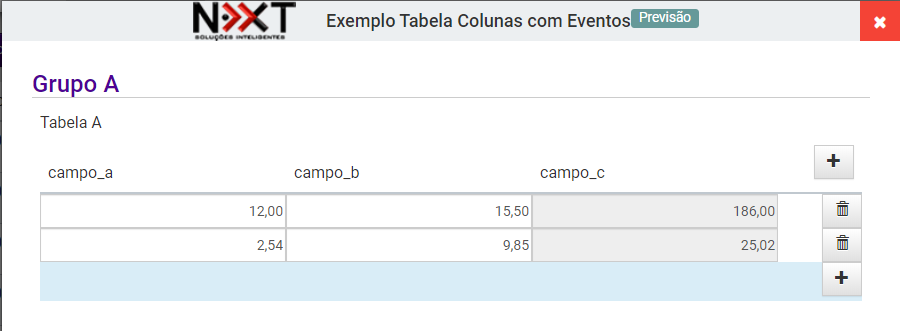 NXXT
SOLUÇÕES INTELIGENTES
Exemplo Tabela Colunas com Eventos Previsão
Grupo A
Tabela A
campo_a campo_b campo_c +
12,00 15,50 186,00
2,54 9,85 25,02
+